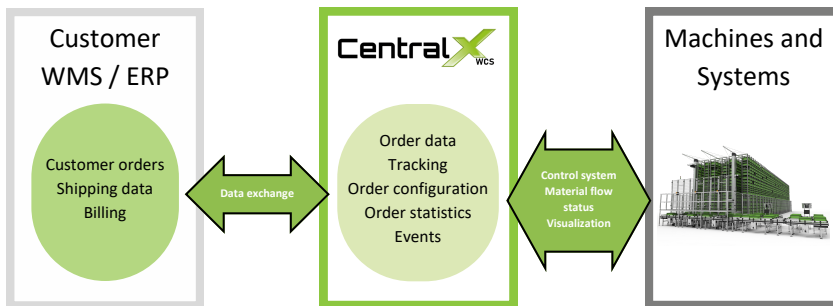 Customer
WMS / ERP
Customer orders
Shipping data
Billing
Data exchange
CentralX
WCS
Order data
Tracking
Order configuration
Order statistics
Events
Control system
Material flow
status
Visualization
Machines and
Systems